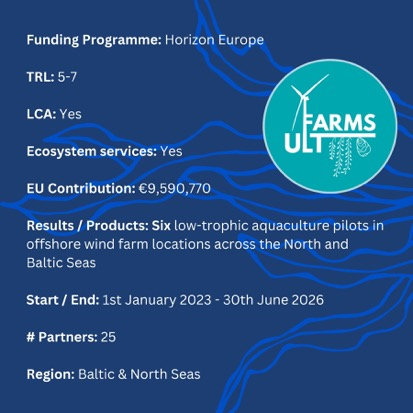 Funding Programme: Horizon Europe
TRL: 5-7
LCA: Yes
Ecosystem services: Yes
EU Contribution: €9,590,770
Results / Products: Six low-trophic aquaculture pilots in
offshore wind farm locations across the North and
Baltic Seas
Start / End: 1st January 2023 - 30th June 2026
# Partners: 25
Region: Baltic & North Seas
ULT
FARMS